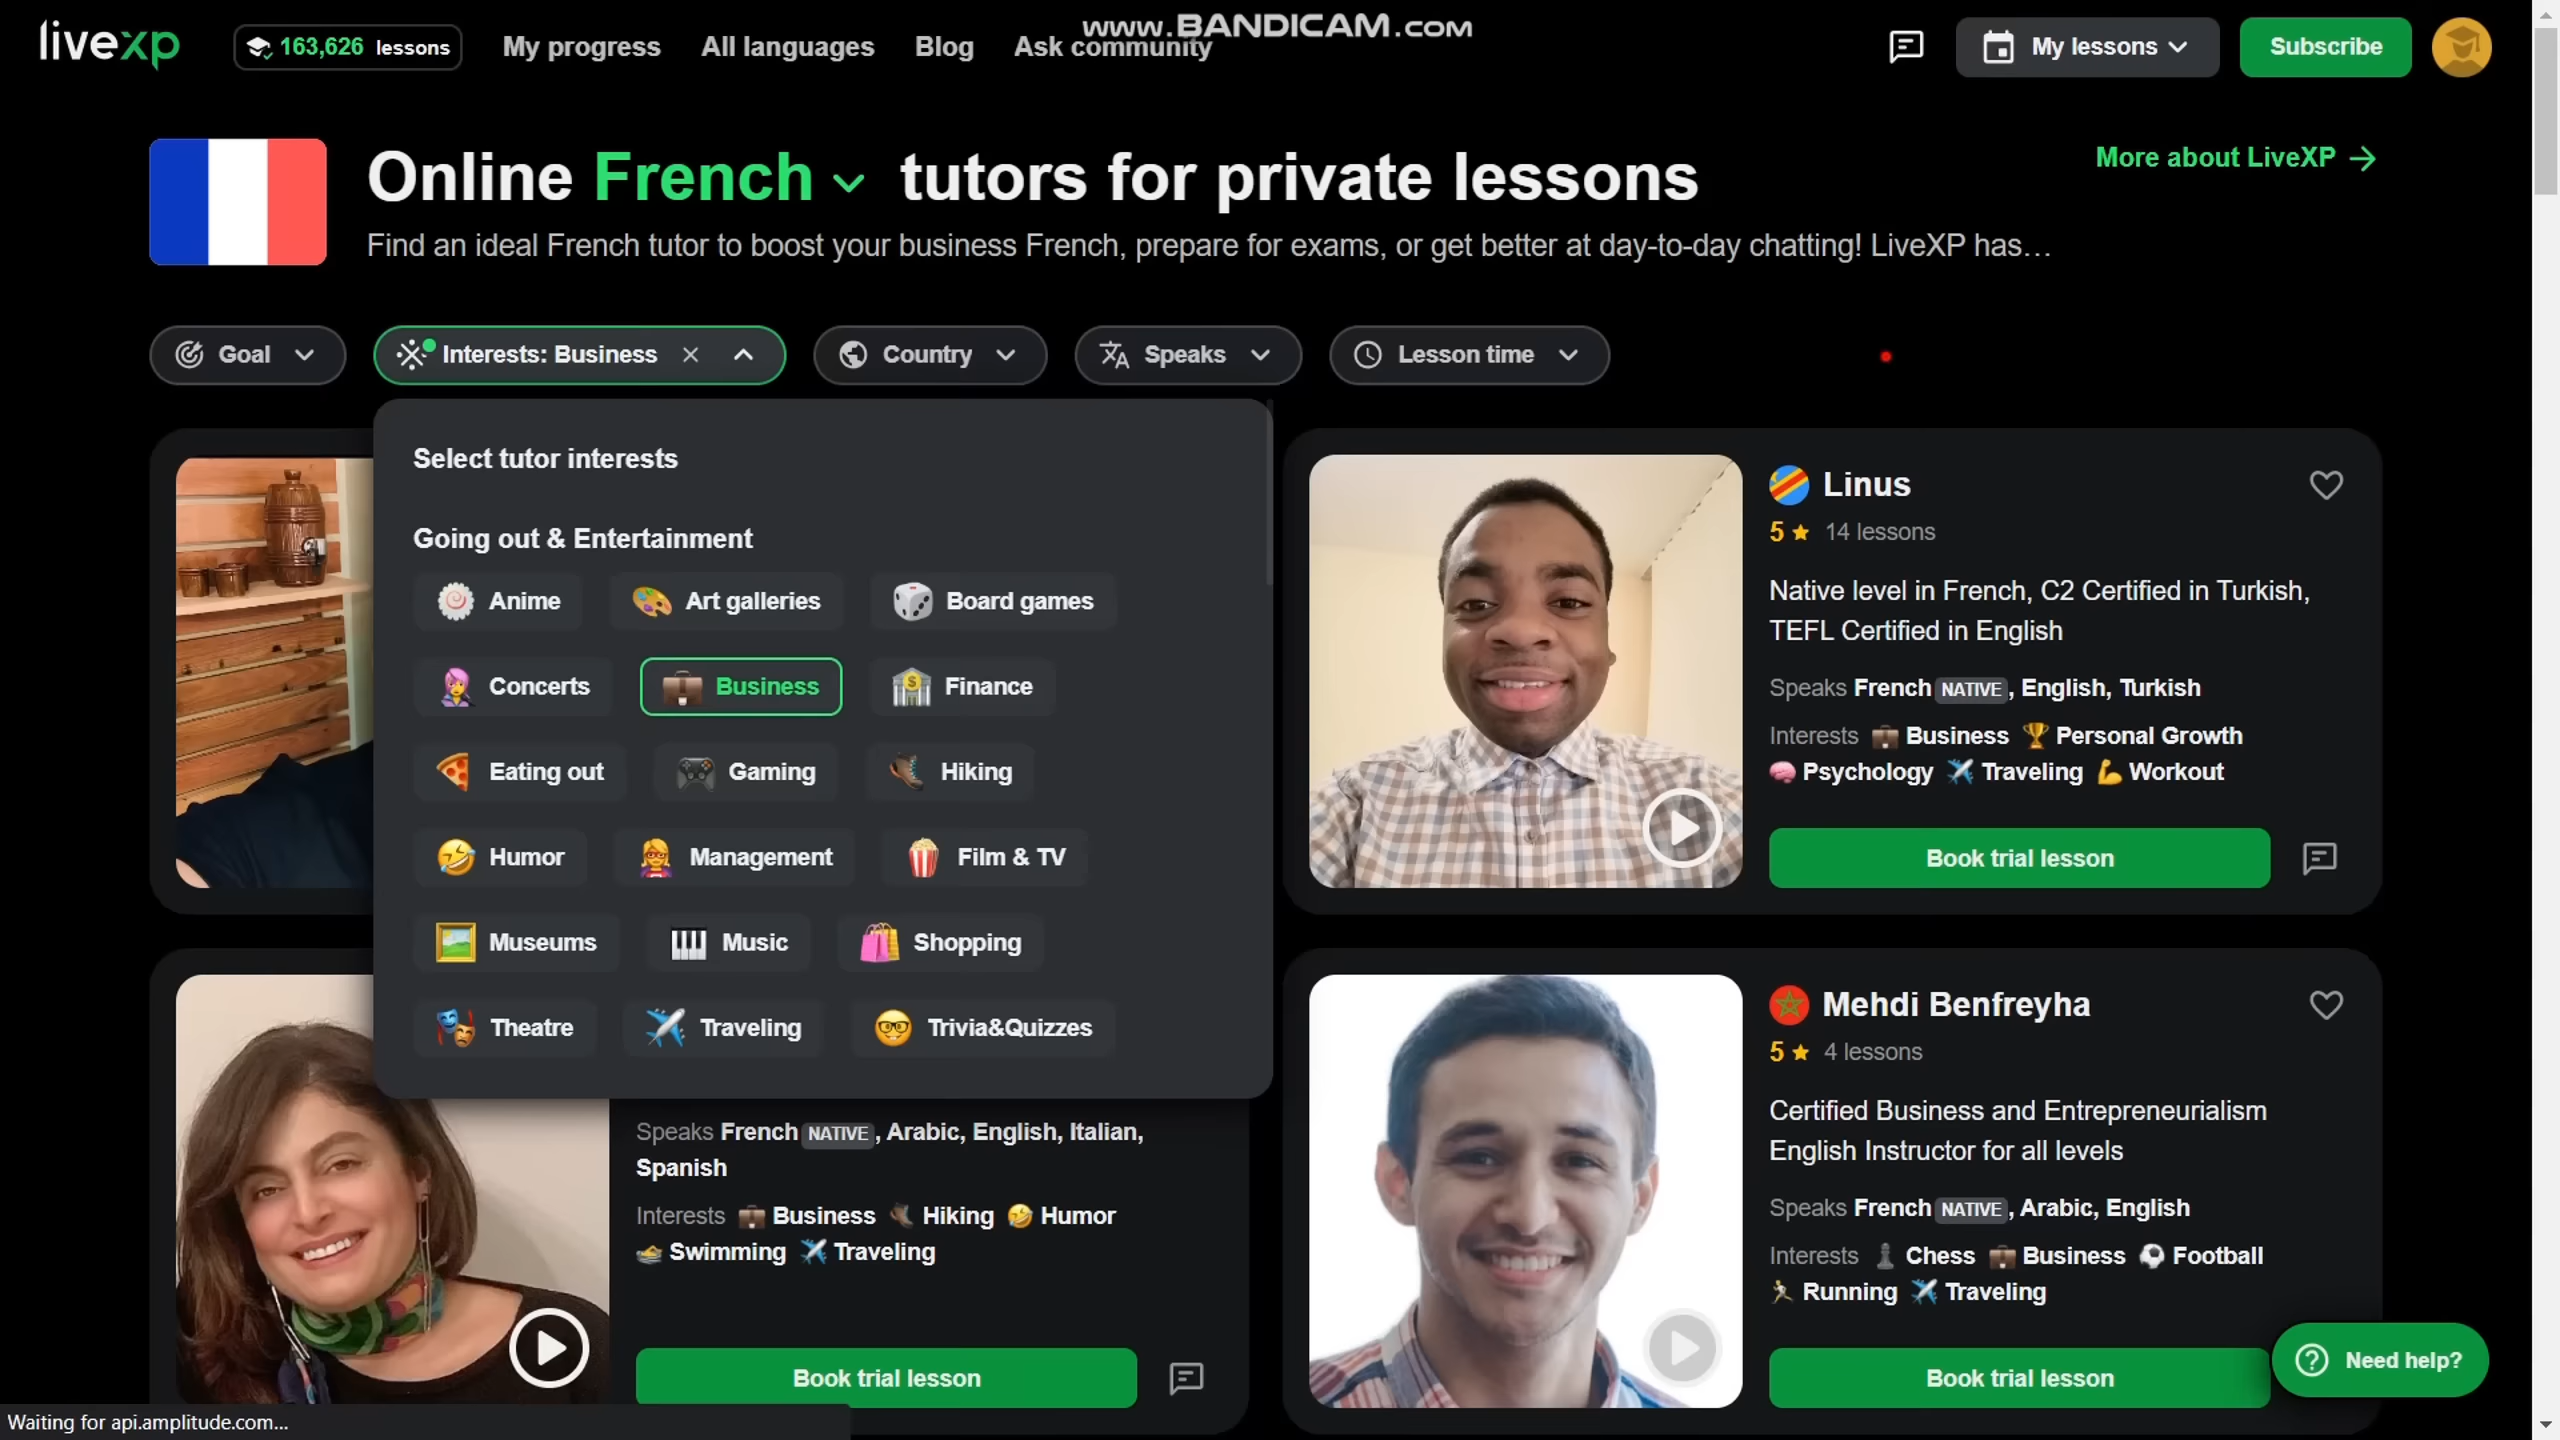 livexp
163,626 lessons
My progress
All languages
Blog
Ask community
www.BANDICAM.com
My lessons
Subscribe
Online French tutors for private lessons
More about LiveXP
Find an ideal French tutor to boost your business French, prepare for exams, or get better at day-to-day chatting! LiveXP has…
Goal
Interests: Business
Country
Speaks
Lesson time
Select tutor interests
Going out & Entertainment
Anime
Art galleries
Board games
Concerts
Business
Finance
Eating out
Gaming
Hiking
Humor
Management
Film & TV
Museums
Music
Shopping
Theatre
Traveling
Trivia&Quizzes
Linus
5 14 lessons
Native level in French, C2 Certified in Turkish,
TEFL Certified in English
Speaks French NATIVE, English, Turkish
Interests Business Personal Growth
Psychology Traveling Workout
Book trial lesson
Speaks French NATIVE, Arabic, English, Italian,
Spanish
Interests Business Hiking Humor
Swimming Traveling
Book trial lesson
Mehdi Benfreyha
5 4 lessons
Certified Business and Entrepreneurialism
English Instructor for all levels
Speaks French NATIVE, Arabic, English
Interests Chess Business Football
Running Traveling
Book trial lesson
Need help?
Waiting for api.amplitude.com...